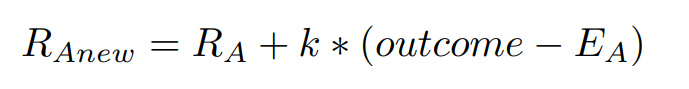 R_{Anew} = R_A + k * (outcome − E_A)